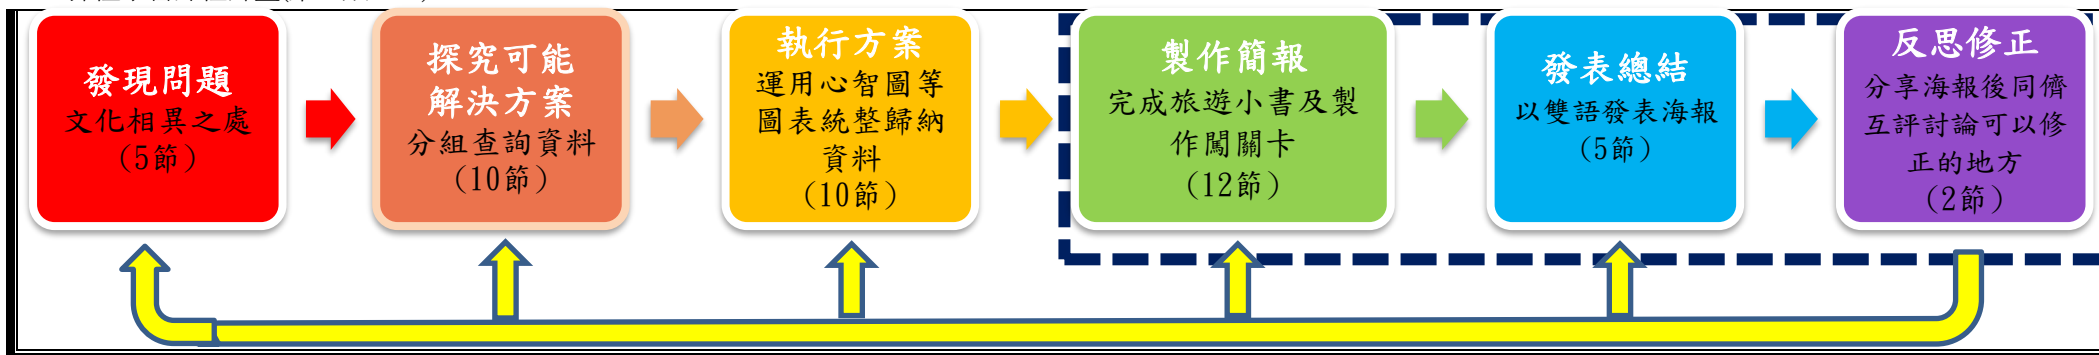 發現問題
文化相異之處
(5節)
探究可能
解決方案
分組查詢資料
(10節)
執行方案
運用心智圖等
圖表統整歸納
資料
(10節)
製作簡報
完成旅遊小書及製
作闖關卡
(12節)
發表總結
以雙語發表海報
(5節)
反思修正
分享海報後同儕
互評討論可以修
正的地方
(2節)